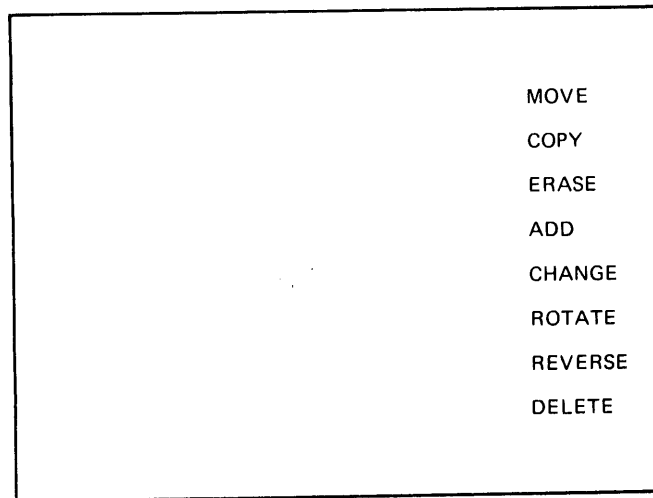 MOVE
COPY
ERASE
ADD
CHANGE
ROTATE
REVERSE
DELETE